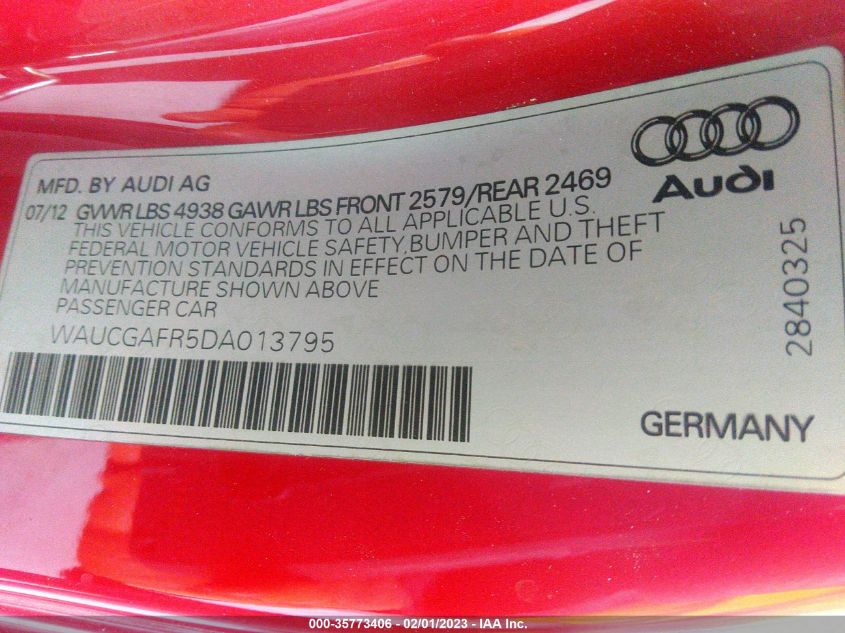 MFD. BY AUDI AG
07/12 GVWR LBS 4938 GAWR LBS FRONT 2579/REAR 2469
THIS VEHICLE CONFORMS TO ALL APPLICABLE U.S.
FEDERAL MOTOR VEHICLE SAFETY, BUMPER AND THEFT
PREVENTION STANDARDS IN EFFECT ON THE DATE OF
MANUFACTURE SHOWN ABOVE
PASSENGER CAR
WAUCGAFR5DA013795
Audi
2840325
GERMANY
000-35773406 - 02/01/2023 - IAA Inc.